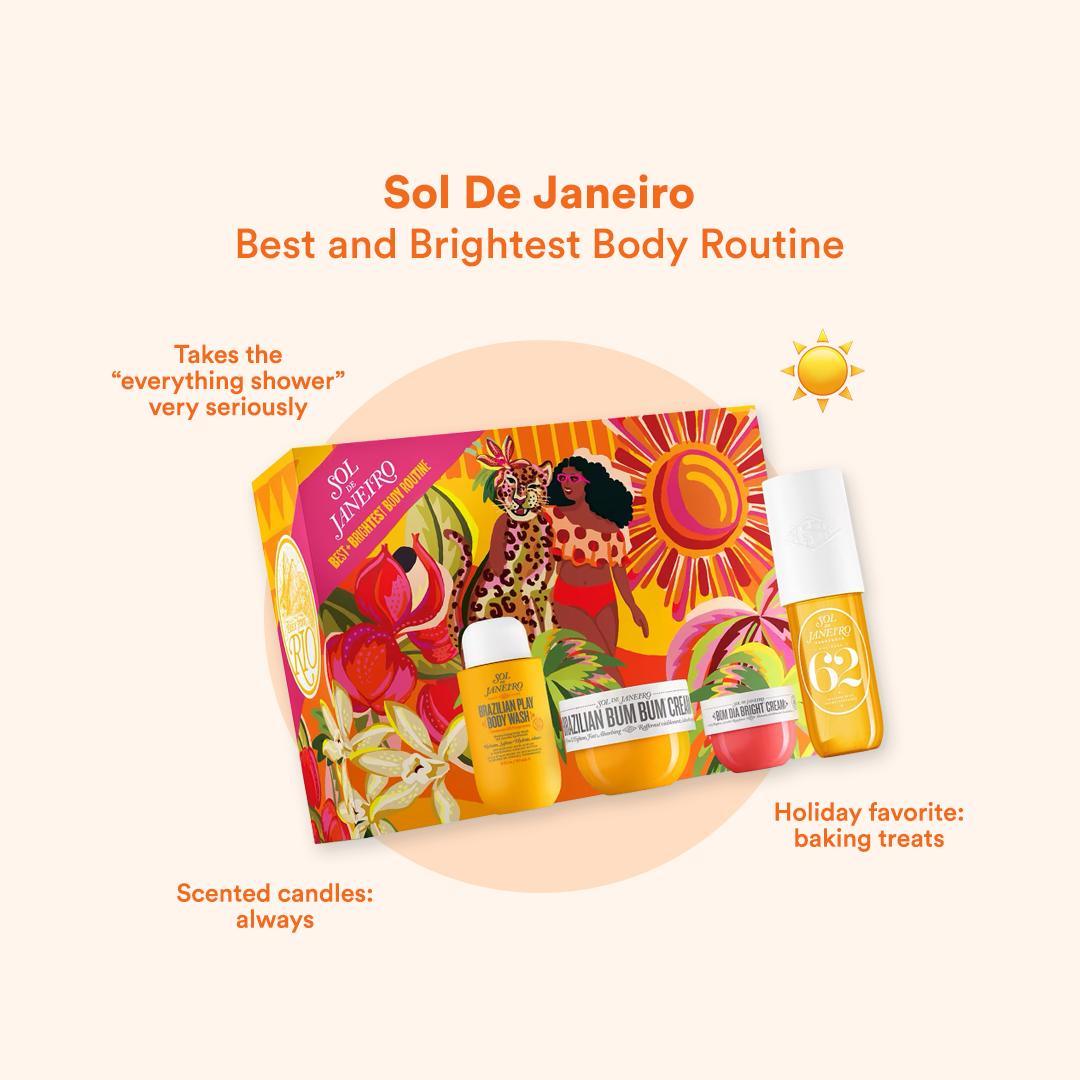 Sol De Janeiro
Best and Brightest Body Routine
Takes the
“everything shower”
very seriously
SOL
DE
JANEIRO
BEST + BRIGHTEST BODY ROUTINE
RIO
SOL
DE
JANEIRO
BRAZILIAN PLAY
BODY WASH
SOL DE JANEIRO
BRAZILIAN BUM BUM CREAM
Fast Absorbing
SOL DE JANEIRO
BOM DIA BRIGHT CREAM
SOL
DE
JANEIRO
62
Holiday favorite:
baking treats
Scented candles:
always